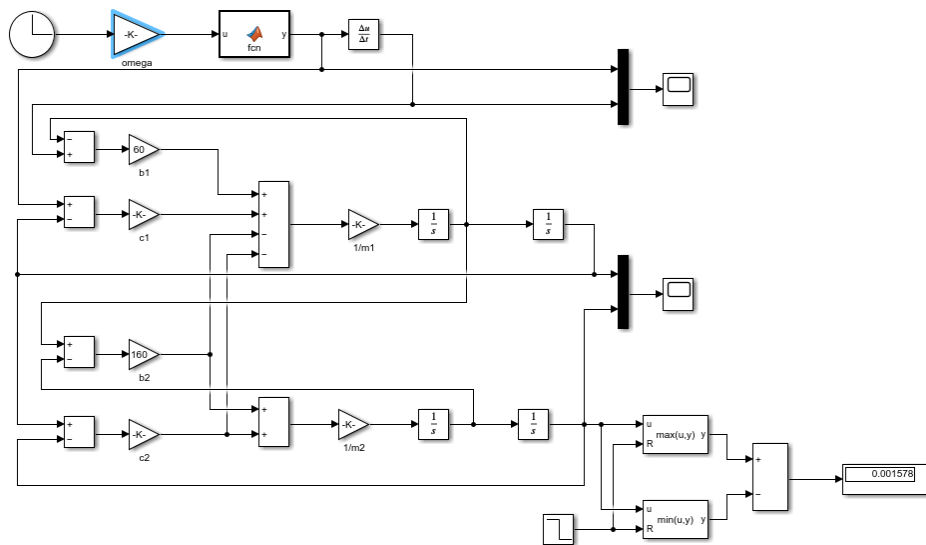 -K-
omega
u
fcn
y
Δu
Δt
−
+
60
b1
+
−
-K-
c1
+
+
−
−
-K-
1/m1
1
s
1
s
+
−
160
b2
+
−
-K-
c2
+
+
-K-
1/m2
1
s
1
s
u
R
max(u,y)
y
u
R
min(u,y)
y
+
−
0.001578